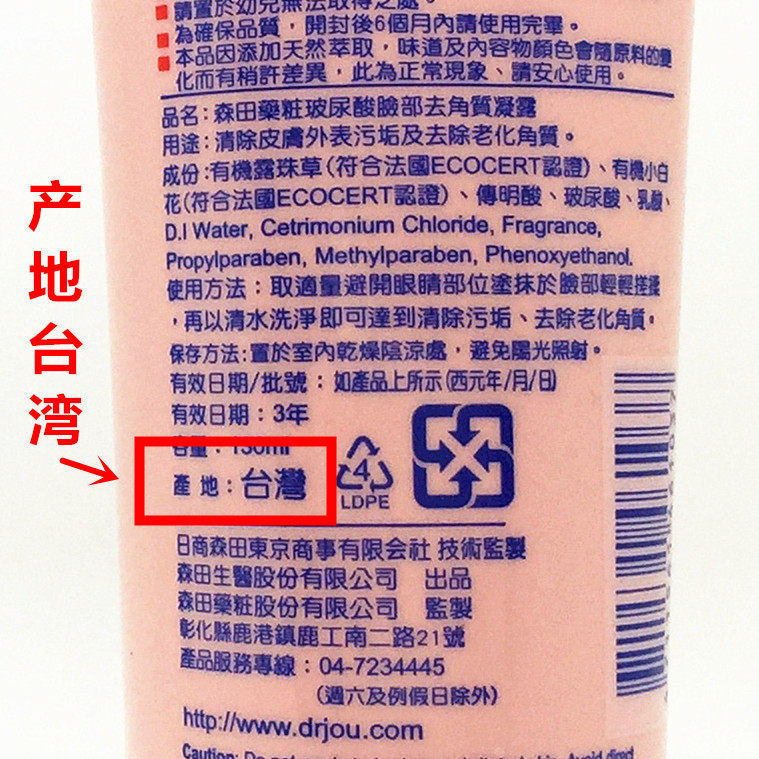 請置於幼兒無法取得之處。
為確保品質，開封後6個月內請使用完畢。
本品因添加天然萃取，味道及內容物顏色會隨原料的變
化而有稍許差異，此為正常現象、請安心使用。
品名：森田藥粧玻尿酸臉部去角質凝露
用途：清除皮膚外表污垢及去除老化角質。
成份：有機露珠草(符合法國ECOCERT認證)、有機小白
花(符合法國ECOCERT認證)、傳明酸、玻尿酸、乳酸、
D.I Water, Cetrimonium Chloride, Fragrance,
Propylparaben, Methylparaben, Phenoxyethanol.
使用方法：取適量避開眼睛部位塗抹於臉部輕輕搓揉
，再以清水洗淨即可達到清除污垢、去除老化角質。
保存方法:置於室內乾燥陰涼處，避免陽光照射。
有效日期/批號：如產品上所示(西元年/月/日)
有效日期：3年
容量：130ml
產 地：台灣
4
LDPE
产地台湾
日商森田東京商事有限会社 技術監製
森田生醫股份有限公司 出品
森田藥粧股份有限公司 監製
彰化縣鹿港鎮鹿工南二路21號
產品服務專線：04-7234445
(週六及例假日除外)
http://www.drjou.com
Caution: Do not
Avoid direct